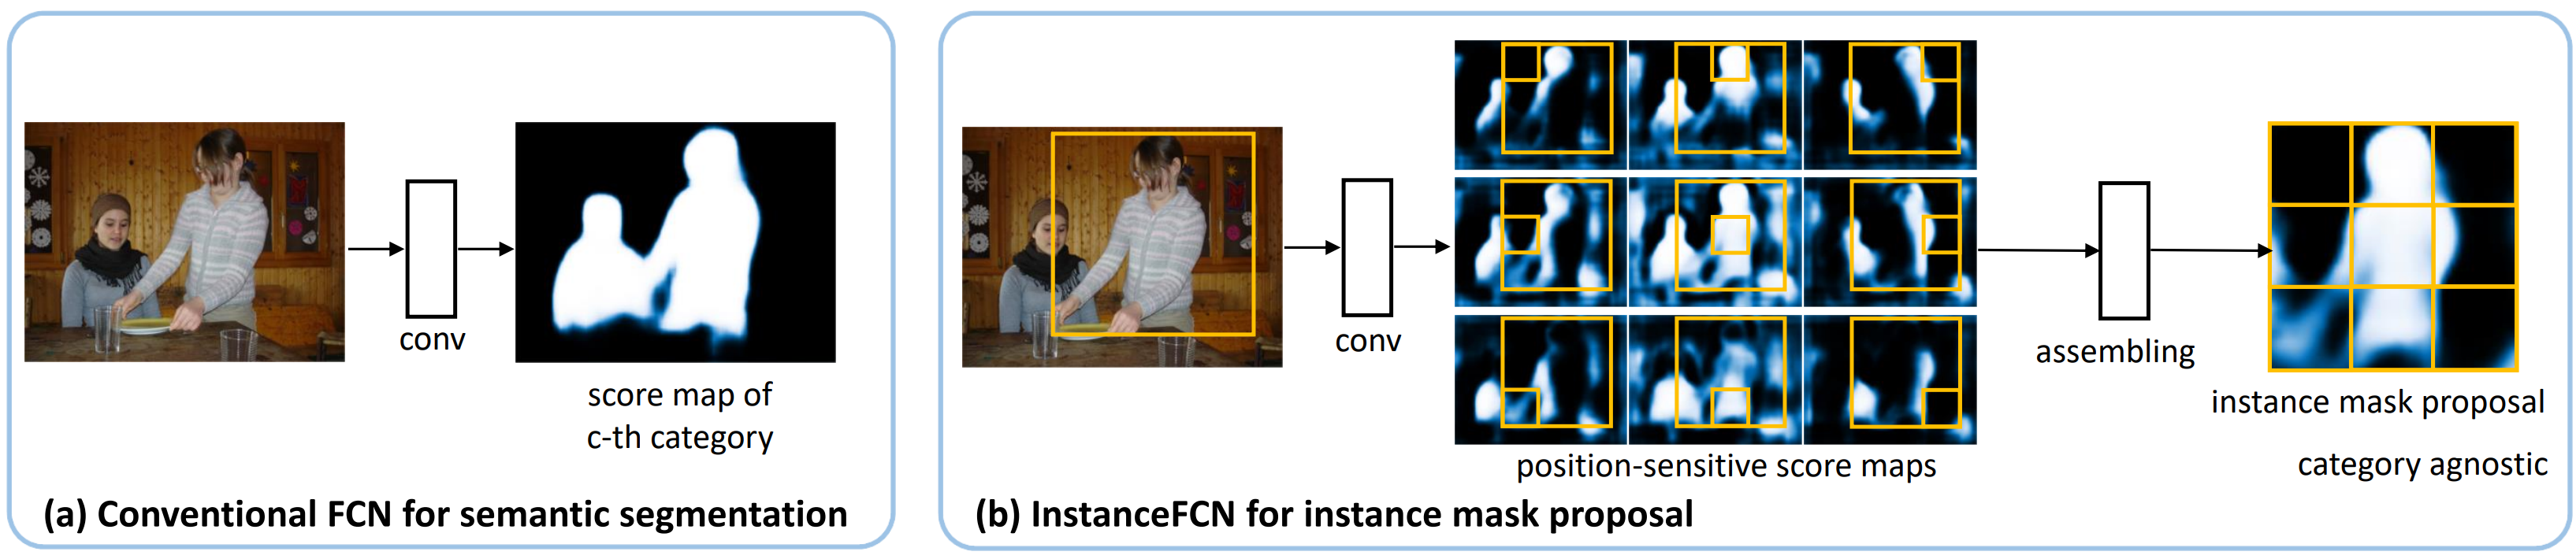 conv
score map of
c-th category
(a) Conventional FCN for semantic segmentation
conv
position-sensitive score maps
assembling
instance mask proposal
category agnostic
(b) InstanceFCN for instance mask proposal